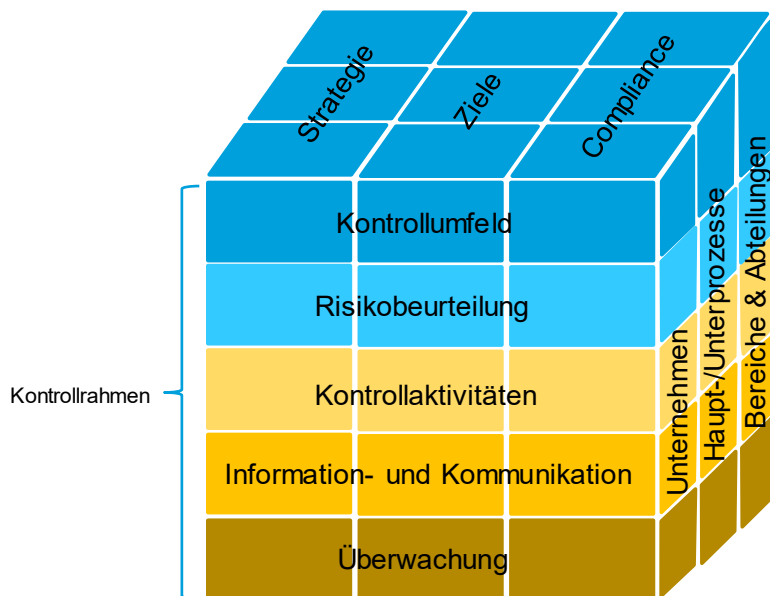 Strategie
Ziele
Compliance
Kontrollumfeld
Risikobeurteilung
Kontrollaktivitäten
Information- und Kommunikation
Überwachung
Kontrollrahmen
Unternehmen
Haupt-/Unterprozesse
Bereiche & Abteilungen